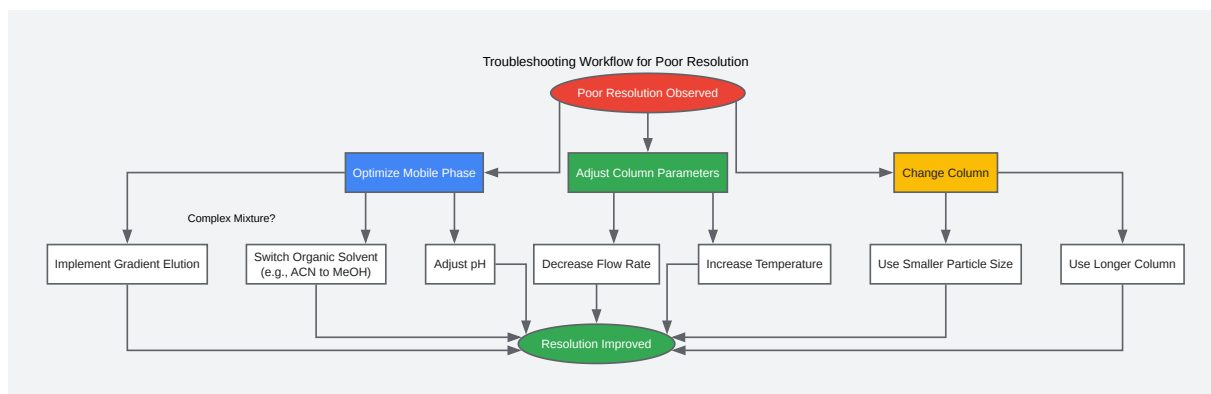 Troubleshooting Workflow for Poor Resolution
Poor Resolution Observed
Optimize Mobile Phase
Adjust Column Parameters
Change Column
Complex Mixture?
Implement Gradient Elution
Switch Organic Solvent
(e.g., ACN to MeOH)
Adjust pH
Decrease Flow Rate
Increase Temperature
Use Smaller Particle Size
Use Longer Column
Resolution Improved